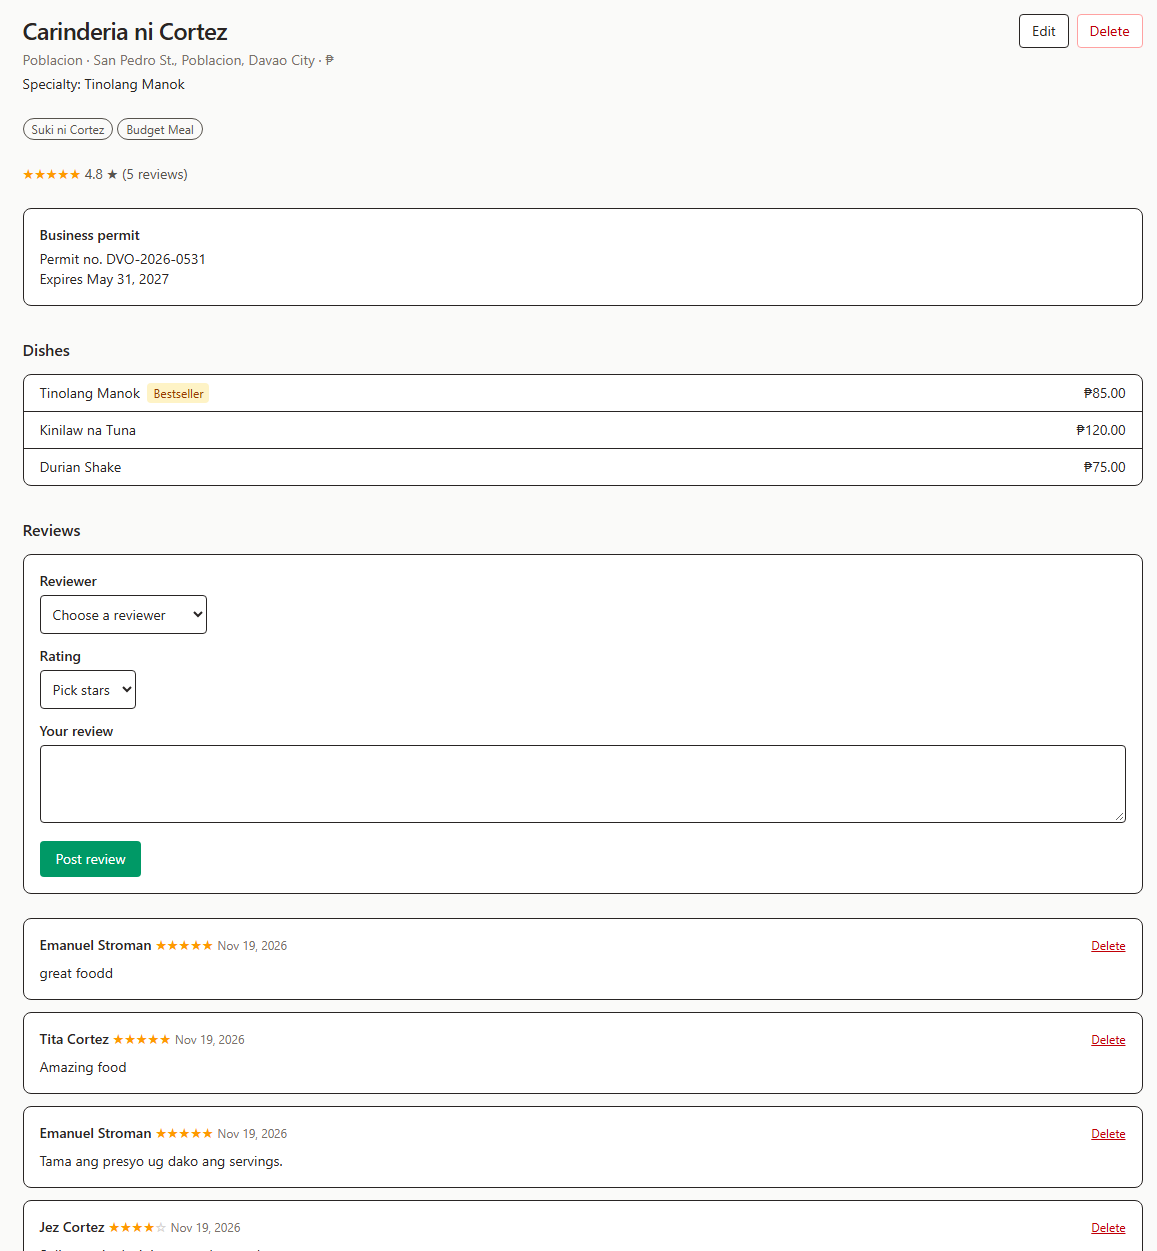 Carinderia ni Cortez
Edit
Delete
Poblacion · San Pedro St., Poblacion, Davao City · ₱
Specialty: Tinolang Manok
Suki ni Cortez
Budget Meal
★★★★★ 4.8 ★ (5 reviews)
Business permit
Permit no. DVO-2026-0531
Expires May 31, 2027
Dishes
Tinolang Manok Bestseller ₱85.00
Kinilaw na Tuna ₱120.00
Durian Shake ₱75.00
Reviews
Reviewer
Choose a reviewer
Rating
Pick stars
Your review
Post review
Emanuel Stroman ★★★★★ Nov 19, 2026 Delete
great foodd
Tita Cortez ★★★★★ Nov 19, 2026 Delete
Amazing food
Emanuel Stroman ★★★★★ Nov 19, 2026 Delete
Tama ang presyo ug dako ang servings.
Jez Cortez ★★★★☆ Nov 19, 2026 Delete